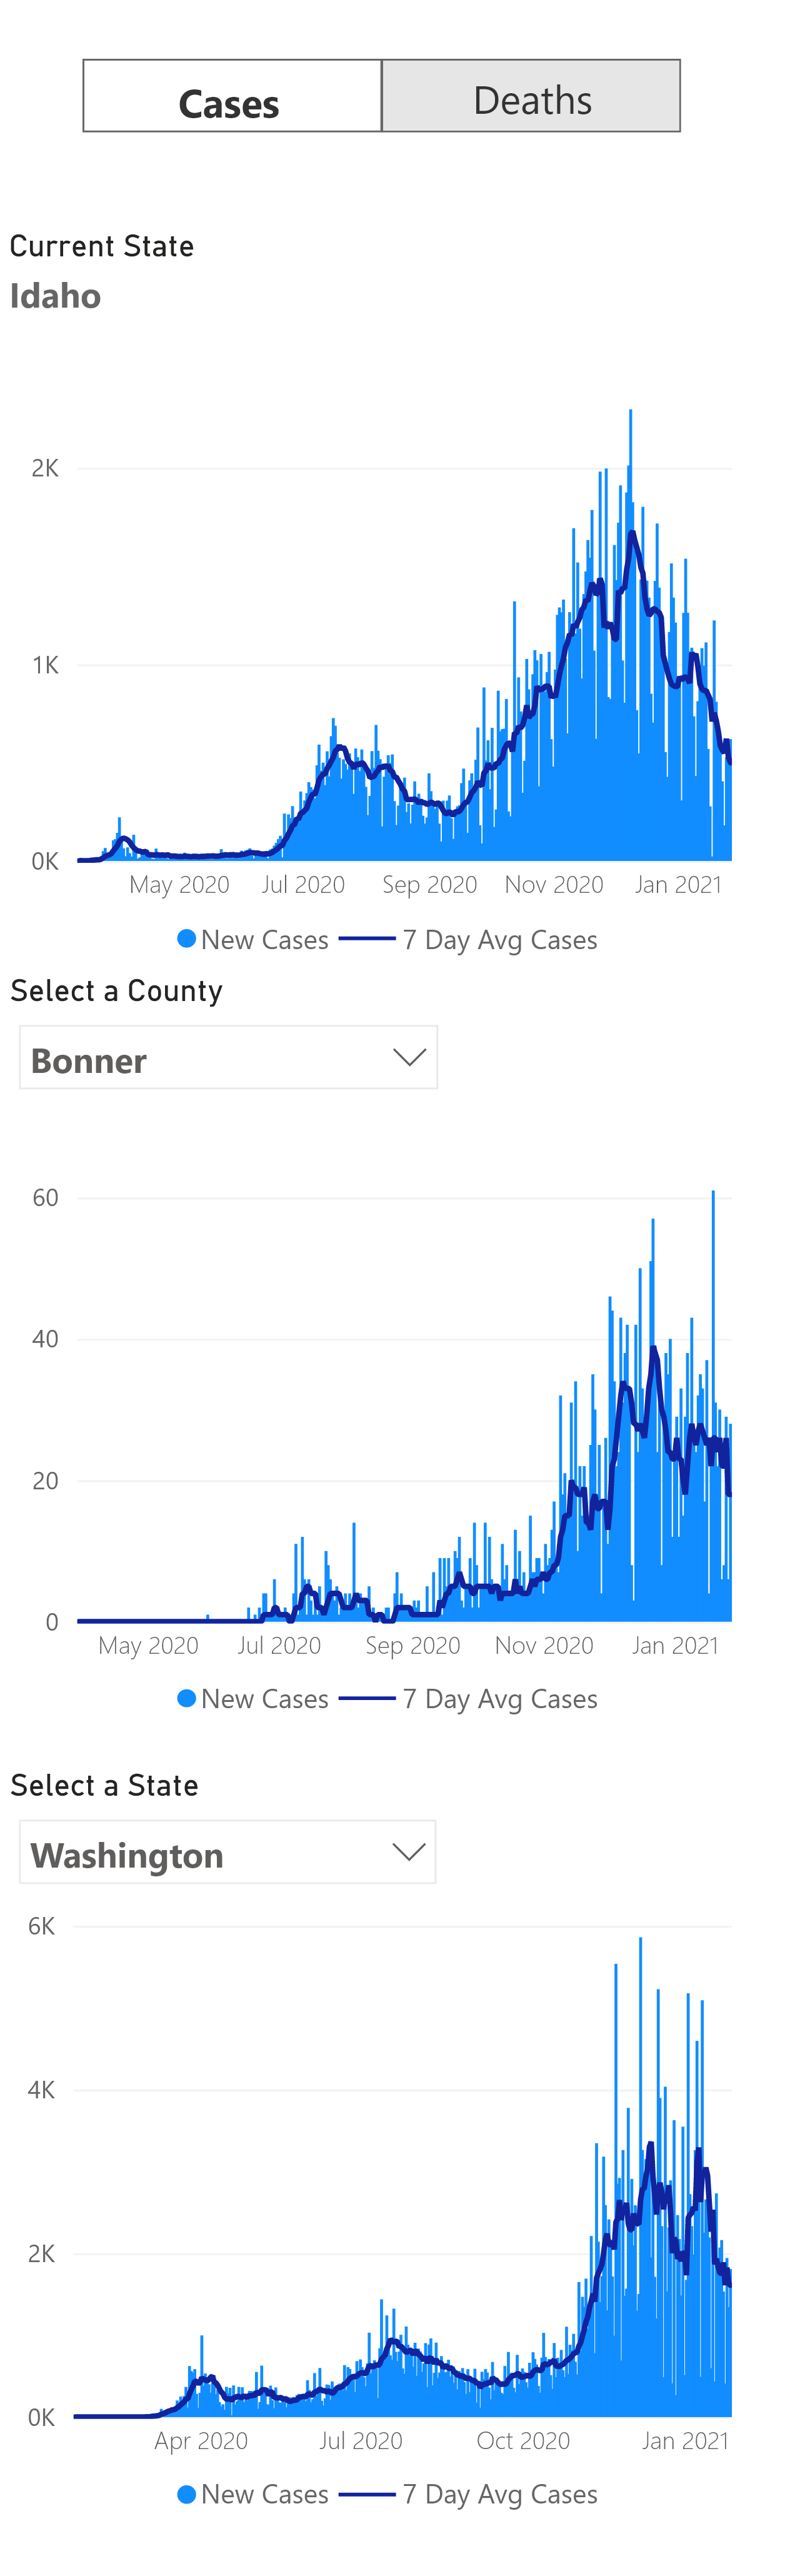 Cases Deaths
Current State
Idaho
2K
1K
0K
May 2020 Jul 2020 Sep 2020 Nov 2020 Jan 2021
New Cases 7 Day Avg Cases
Select a County
Bonner
60
40
20
0
May 2020 Jul 2020 Sep 2020 Nov 2020 Jan 2021
New Cases 7 Day Avg Cases
Select a State
Washington
6K
4K
2K
0K
Apr 2020 Jul 2020 Oct 2020 Jan 2021
New Cases 7 Day Avg Cases